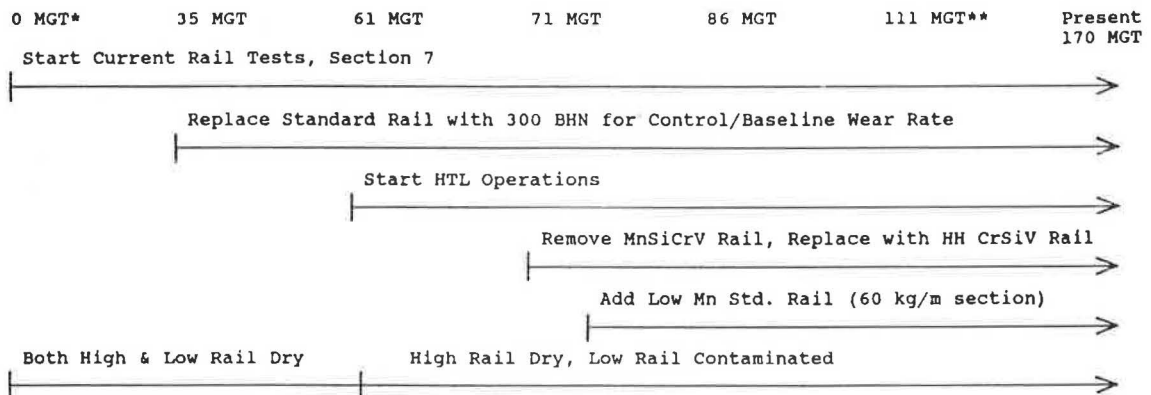 0 MGT* 35 MGT 61 MGT 71 MGT 86 MGT 111 MGT** Present
170 MGT
Start Current Rail Tests, Section 7
Replace Standard Rail with 300 BHN for Control/Baseline Wear Rate
Start HTL Operations
Remove MnSiCrV Rail, Replace with HH CrSiV Rail
Add Low Mn Std. Rail (60 kg/m section)
Both High & Low Rail Dry High Rail Dry, Low Rail Contaminated